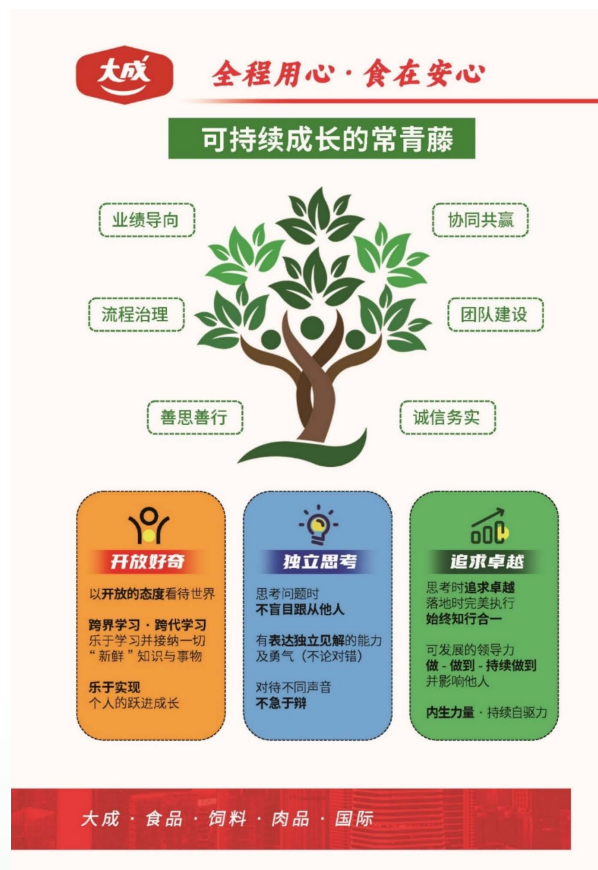 大成
全程用心·食在安心
可持续成长的常青藤
业绩导向
协同共赢
流程治理
团队建设
善思善行
诚信务实
开放好奇
以开放的态度看待世界
跨界学习·跨代学习
乐于学习并接纳一切
“新鲜”知识与事物
乐于实现
个人的跃进成长
独立思考
思考问题时
不盲目跟从他人
有表达独立见解的能力
及勇气（不论对错）
对待不同声音
不急于辩
追求卓越
思考时追求卓越
落地时完美执行
始终知行合一
可发展的领导力
做-做到-持续做到
并影响他人
内生力量·持续自驱力
大成·食品·饲料·肉品·国际